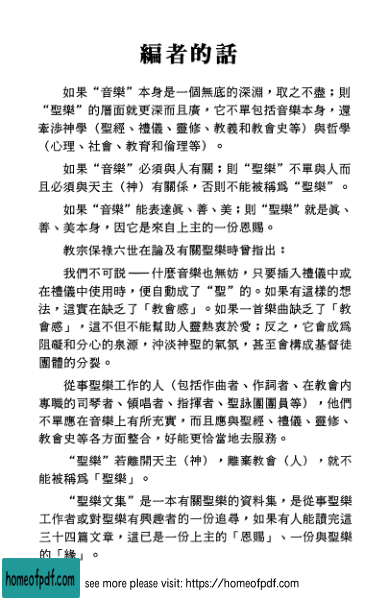 編者的話
如果“音樂”本身是一個無底的深淵，取之不盡；則
“聖樂”的層面就更深而且廣，它不單包括音樂本身，還
牽涉神學（聖經、禮儀、靈修、教義和教會史等）與哲學
（心理、社會、教育和倫理等）。
如果“音樂”必須與人有關；則“聖樂”不單與人而
且必須與天主（神）有關係，否則不能被稱爲“聖樂”。
如果“音樂”能表達眞、善、美；則“聖樂”就是眞、
善、美本身，因它是來自上主的一份恩賜。
教宗保祿六世在論及有關聖樂時曾指出：
我們不可説——什麼音樂也無妨，只要插入禮儀中或
在禮儀中使用時，便自動成了“聖”的。如果有這樣的想
法，這實在缺乏了「教會感」。如果一首樂曲缺乏了「教
會感」，這不但不能幫助人靈熱衷於愛；反之，它會成爲
阻礙和分心的泉源，沖淡神聖的氣氛，甚至會構成基督徒
團體的分裂。
從事聖樂工作的人（包括作曲者、作詞者、在教會內
專職的司琴者、領唱者、指揮者、聖詠團團員等），他們
不單應在音樂上有所充實，而且應與聖經、禮儀、靈修、
教會史等各方面整合，好能更恰當地去服務。
“聖樂”若離開天主（神），離棄教會（人），就不
能被稱爲「聖樂」。
“聖樂文集”是一本有關聖樂的資料集，是從事聖樂
工作者或對聖樂有興趣者的一份追尋，如果有人能讀完這
三十四篇文章，這已是一份上主的「恩賜」、一份與聖樂
的「緣」。
homeofpdf.com
see more please visit: https://homeofpdf.com